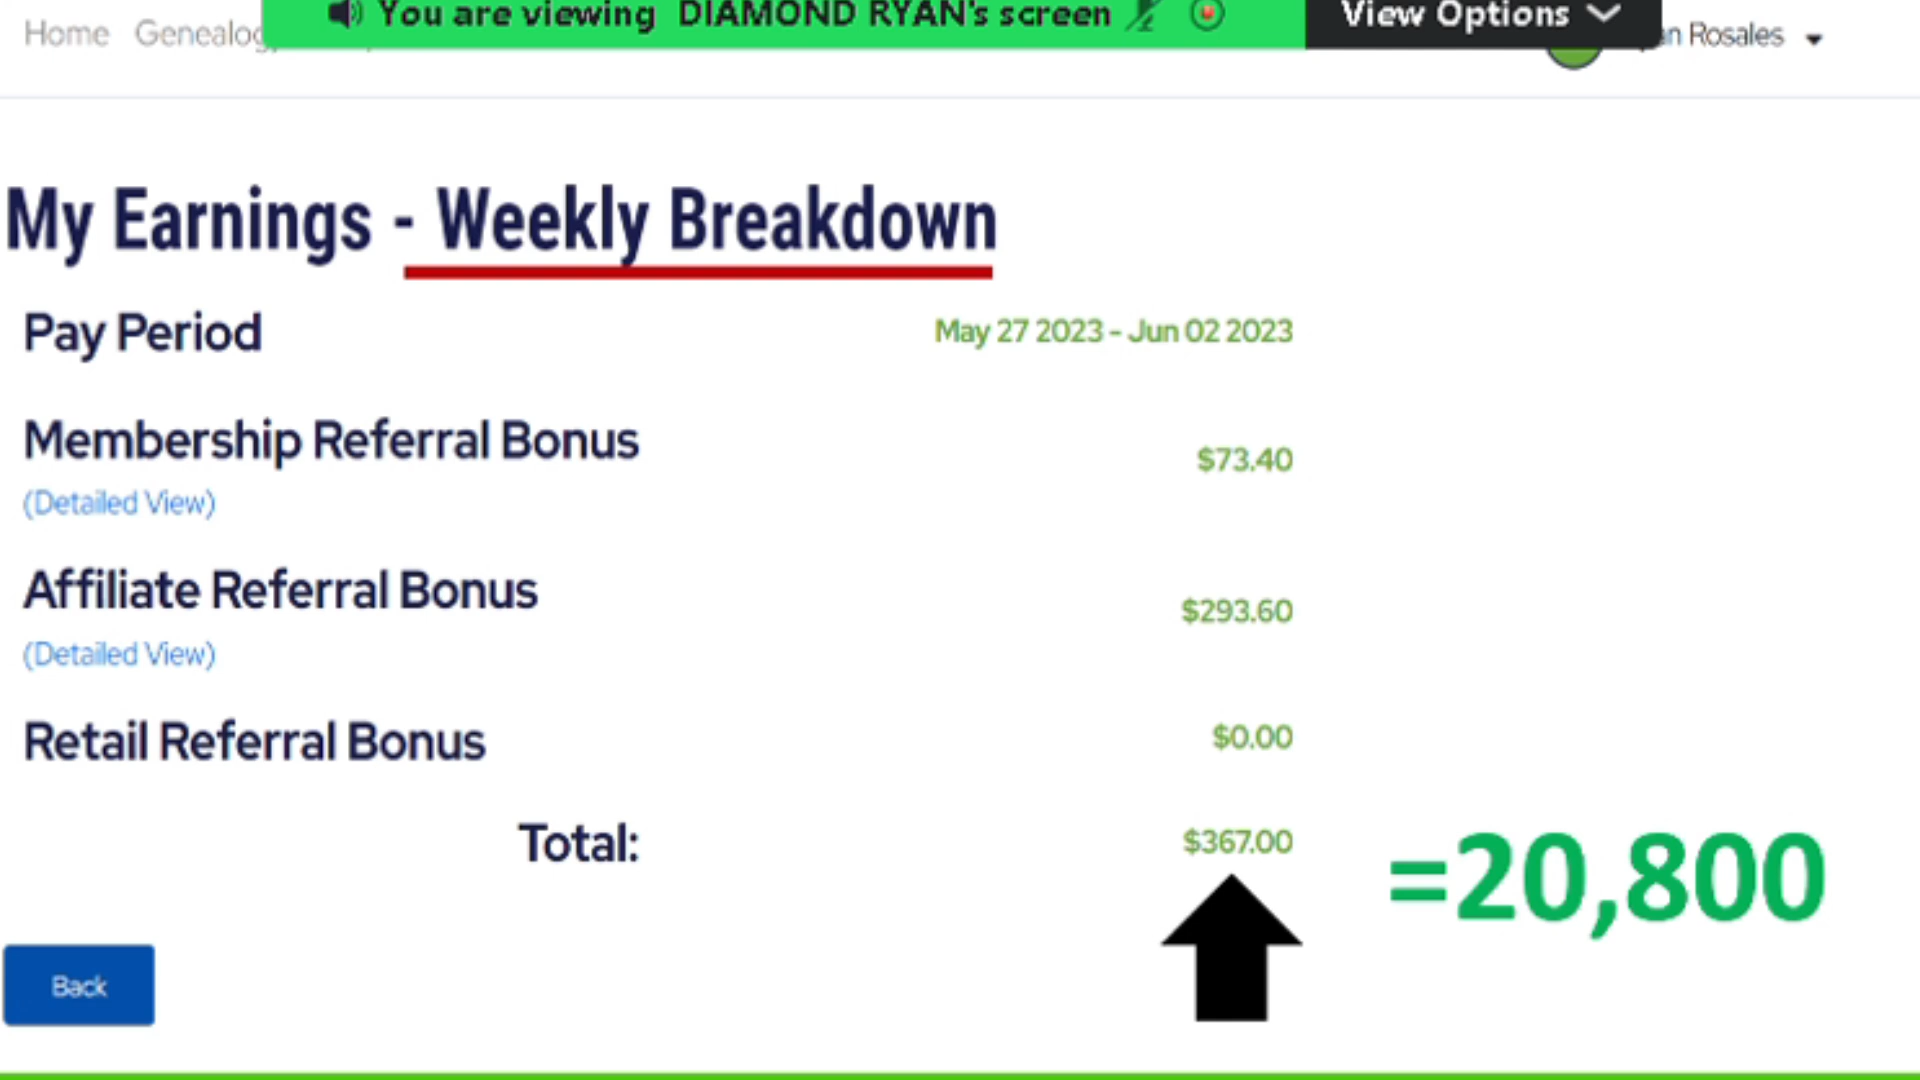 You are viewing DIAMOND RYAN's screen
View Options
Home
Rosales
My Earnings - Weekly Breakdown
Pay Period
May 27 2023 - Jun 02 2023
Membership Referral Bonus
$73.40
(Detailed View)
Affiliate Referral Bonus
$293.60
(Detailed View)
Retail Referral Bonus
$0.00
Total:
$367.00
=20,800
Back